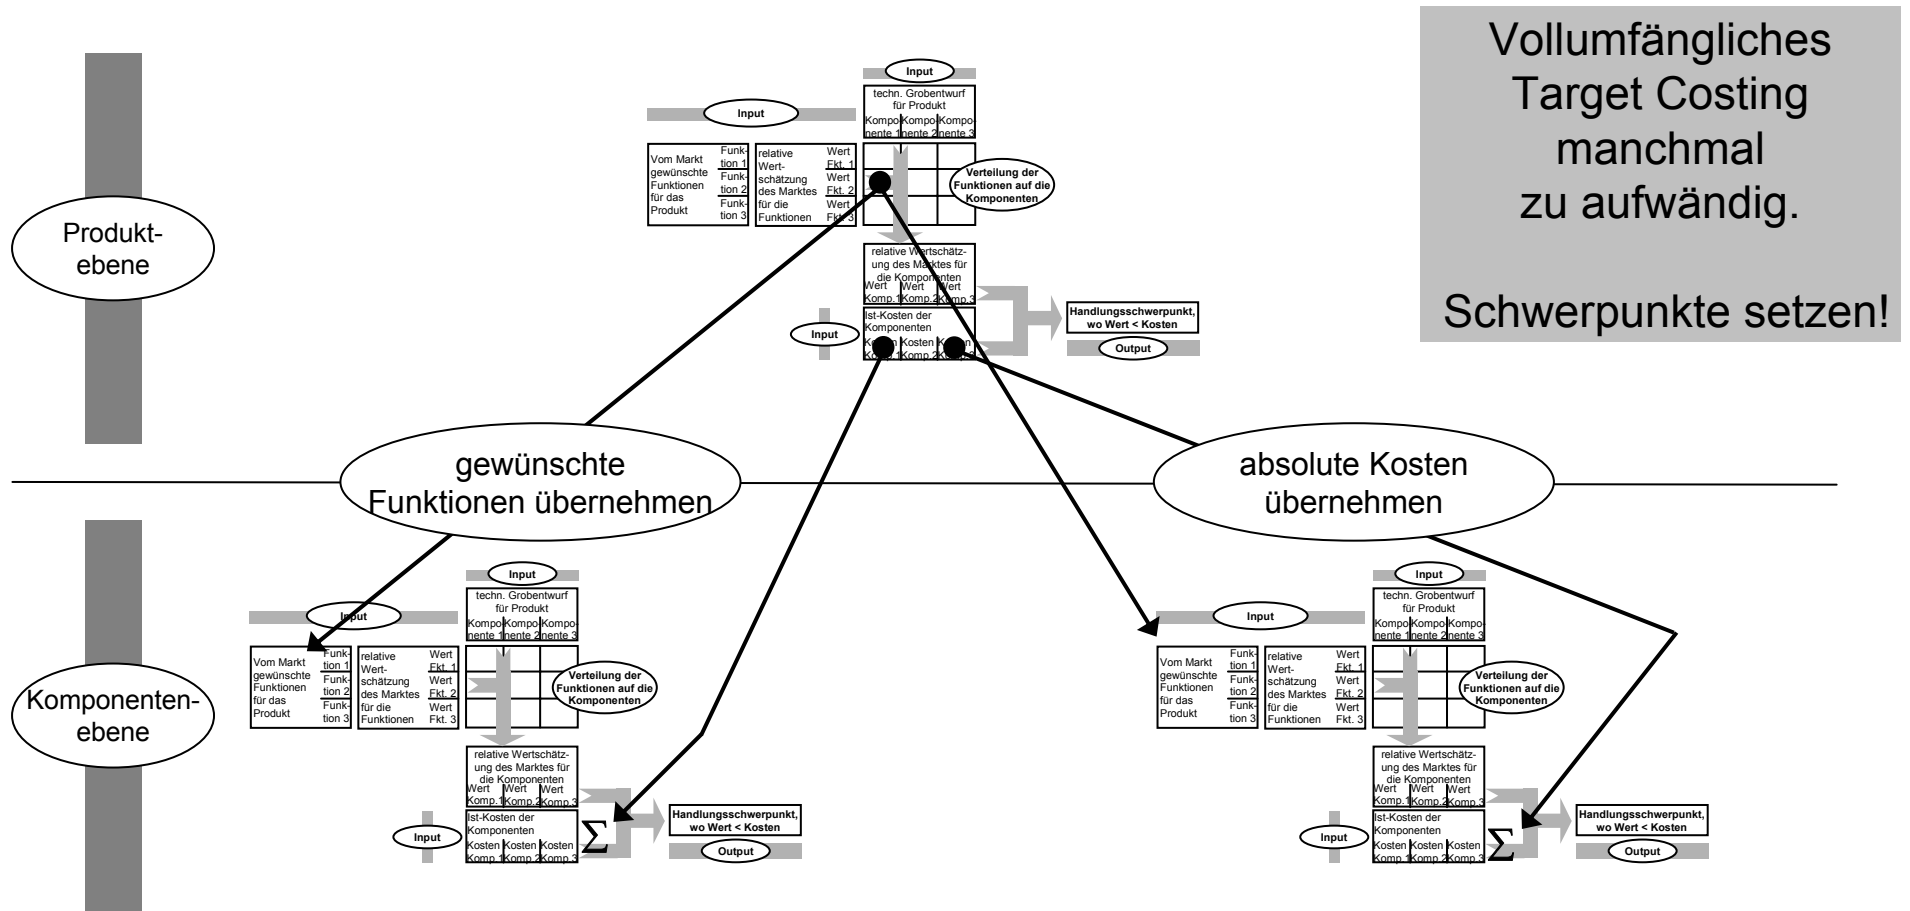 Vollumfängliches
Target Costing
manchmal
zu aufwändig.
Schwerpunkte setzen!
Produkt-
ebene
Input
techn. Grobentwurf
für Produkt
Kompo- Kompo- Kompo-
nente 1 nente 2 nente 3
Input
Vom Markt
gewünschte
Funktionen
für das
Produkt
Funk-
tion 1
Funk-
tion 2
Funk-
tion 3
relative
Wert-
schätzung
des Marktes
für die
Funktionen
Wert
Fkt. 1
Wert
Fkt. 2
Wert
Fkt. 3
Verteilung der
Funktionen auf die
Komponenten
relative Wertschätz-
ung des Marktes für
die Komponenten
Wert Wert Wert
Komp.1 Komp.2 Komp.3
Input
Ist-Kosten der
Komponenten
Kosten Kosten Kosten
Komp.1 Komp.2
Handlungsschwerpunkt,
wo Wert < Kosten
Output
gewünschte
Funktionen übernehmen
absolute Kosten
übernehmen
Komponenten-
ebene
Input
techn. Grobentwurf
für Produkt
Kompo- Kompo- Kompo-
nente 1 nente 2 nente 3
Input
Vom Markt
gewünschte
Funktionen
für das
Produkt
Funk-
tion 1
Funk-
tion 2
Funk-
tion 3
relative
Wert-
schätzung
des Marktes
für die
Funktionen
Wert
Fkt. 1
Wert
Fkt. 2
Wert
Fkt. 3
Verteilung der
Funktionen auf die
Komponenten
relative Wertschätz-
ung des Marktes für
die Komponenten
Wert Wert Wert
Komp.1 Komp.2 Komp.3
Input
Ist-Kosten der
Komponenten
Kosten Kosten Kosten
Komp.1 Komp.2 Komp.3
Σ
Handlungsschwerpunkt,
wo Wert < Kosten
Output
Input
techn. Grobentwurf
für Produkt
Kompo- Kompo- Kompo-
nente 1 nente 2 nente 3
Input
Vom Markt
gewünschte
Funktionen
für das
Produkt
Funk-
tion 1
Funk-
tion 2
Funk-
tion 3
relative
Wert-
schätzung
des Marktes
für die
Funktionen
Wert
Fkt. 1
Wert
Fkt. 2
Wert
Fkt. 3
Verteilung der
Funktionen auf die
Komponenten
relative Wertschätz-
ung des Marktes für
die Komponenten
Wert Wert Wert
Komp.1 Komp.2 Komp.3
Input
Ist-Kosten der
Komponenten
Kosten Kosten Kosten
Komp.1 Komp.2 Komp.3
Σ
Handlungsschwerpunkt,
wo Wert < Kosten
Output